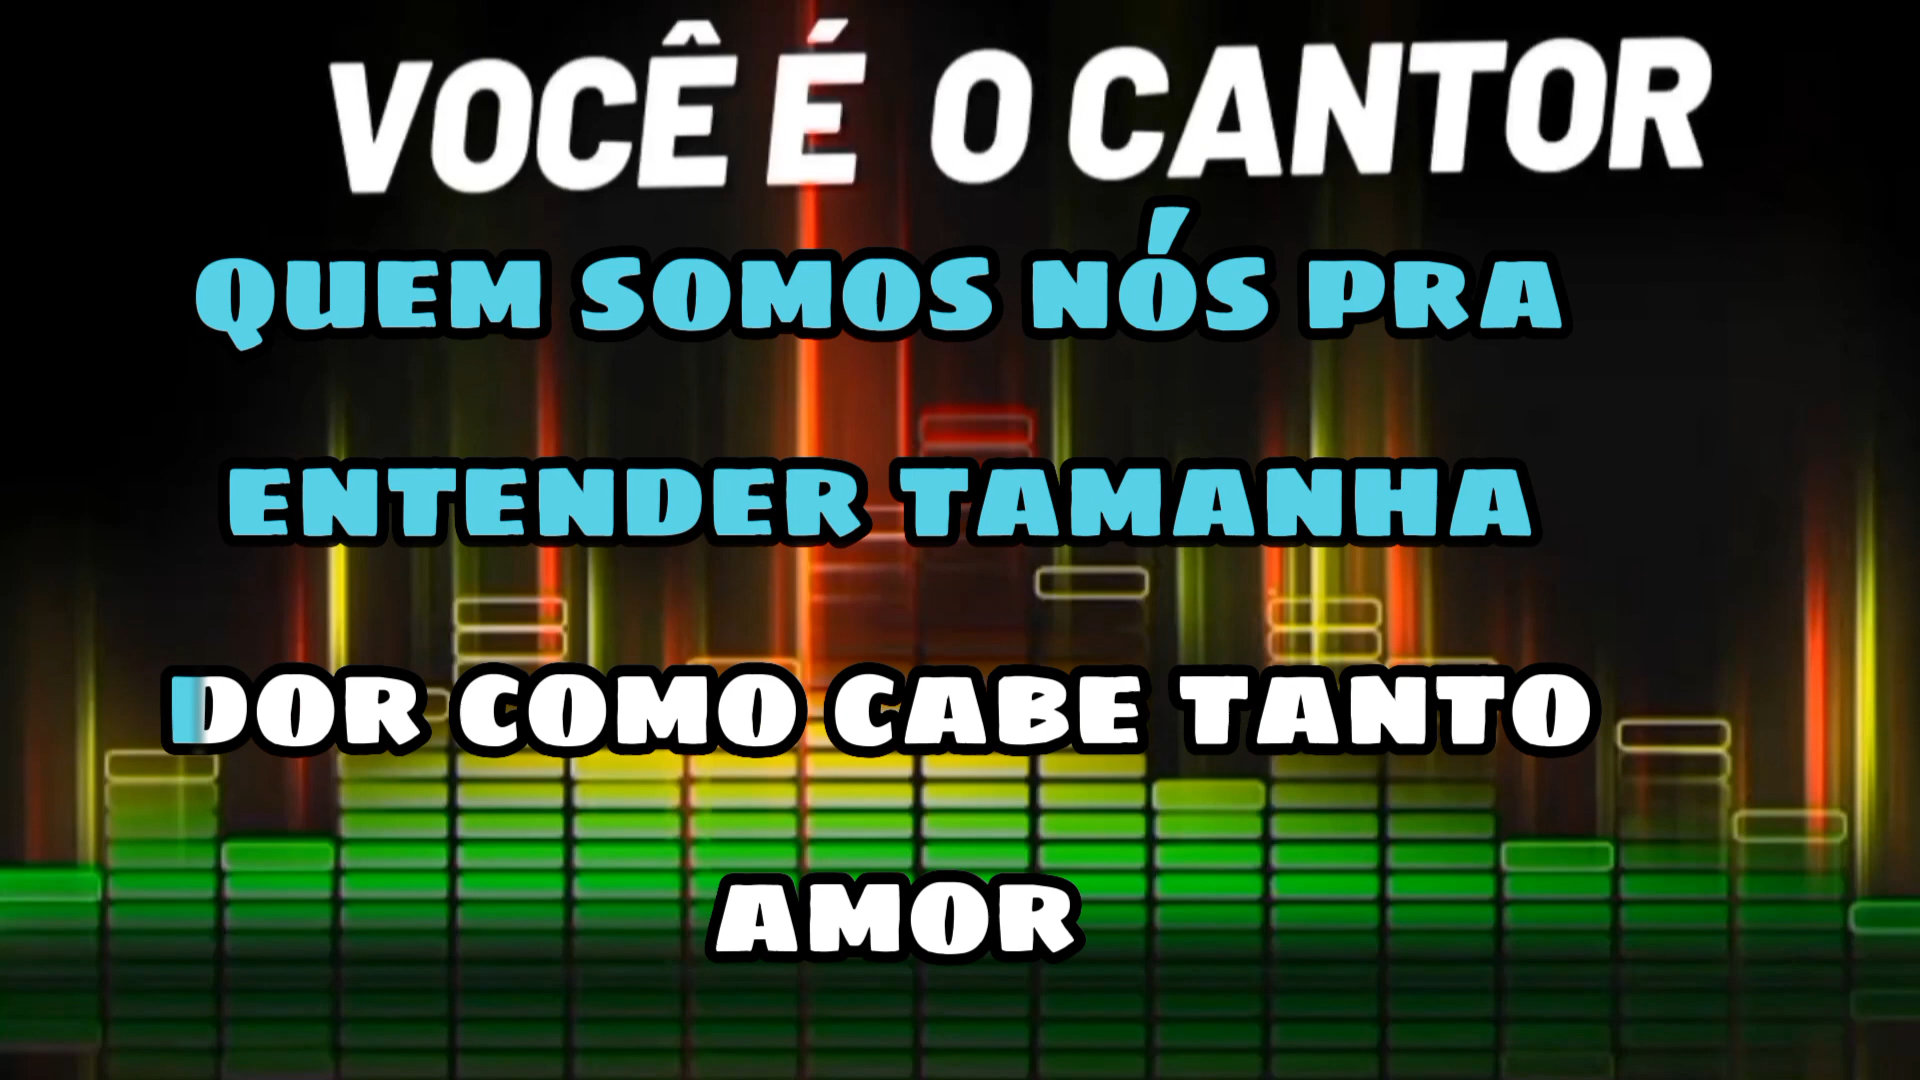 VOCÊ É O CANTOR
QUEM SOMOS NÓS PRA
ENTENDER TAMANHA
DOR COMO CABE TANTO
AMOR